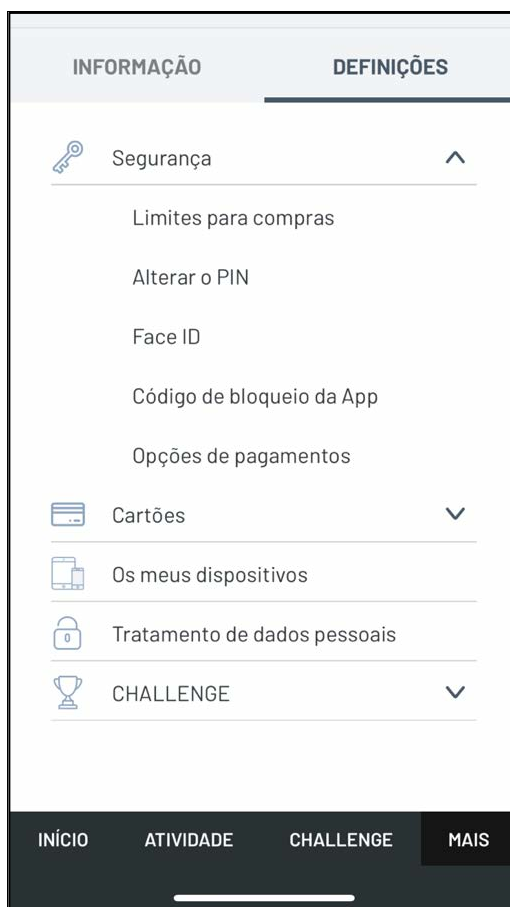 INFORMAÇÃO DEFINIÇÕES
Segurança
Limites para compras
Alterar o PIN
Face ID
Código de bloqueio da App
Opções de pagamentos
Cartões
Os meus dispositivos
Tratamento de dados pessoais
CHALLENGE
INÍCIO ATIVIDADE CHALLENGE MAIS